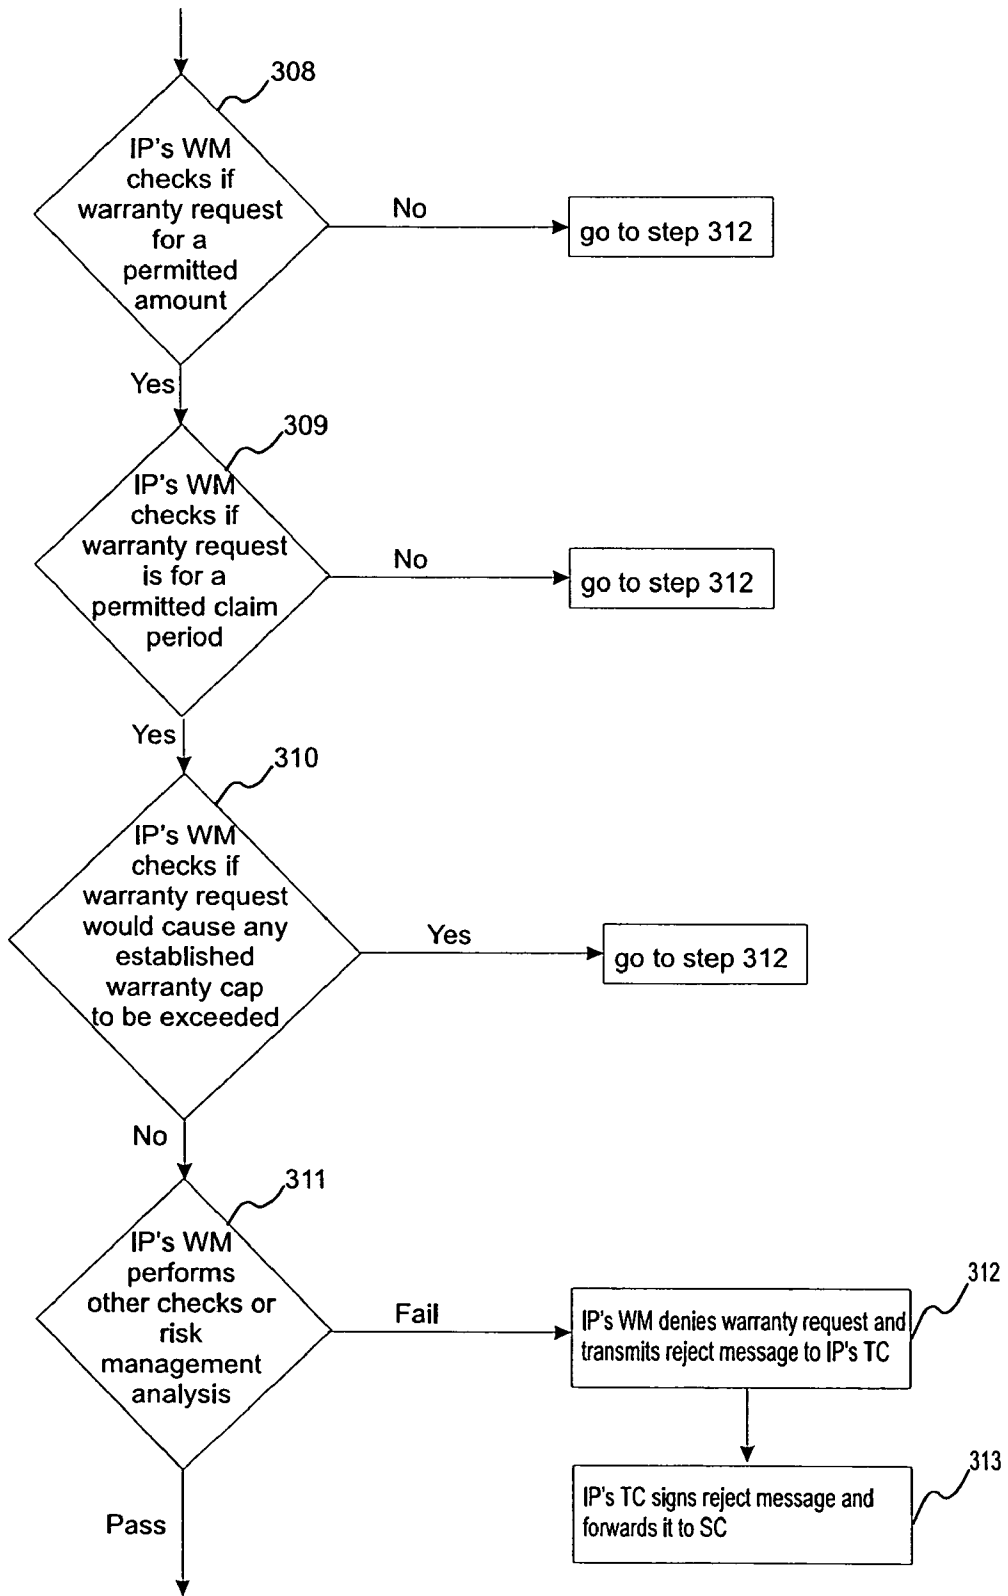 308
IP's WM
checks if
warranty request
for a
permitted
amount
No
go to step 312
Yes
309
IP's WM
checks if
warranty request
is for a
permitted claim
period
No
go to step 312
Yes
310
IP's WM
checks if
warranty request
would cause any
established
warranty cap
to be exceeded
Yes
go to step 312
No
311
IP's WM
performs
other checks or
risk
management
analysis
Fail
312
IP's WM denies warranty request and
transmits reject message to IP's TC
313
IP's TC signs reject message and
forwards it to SC
Pass